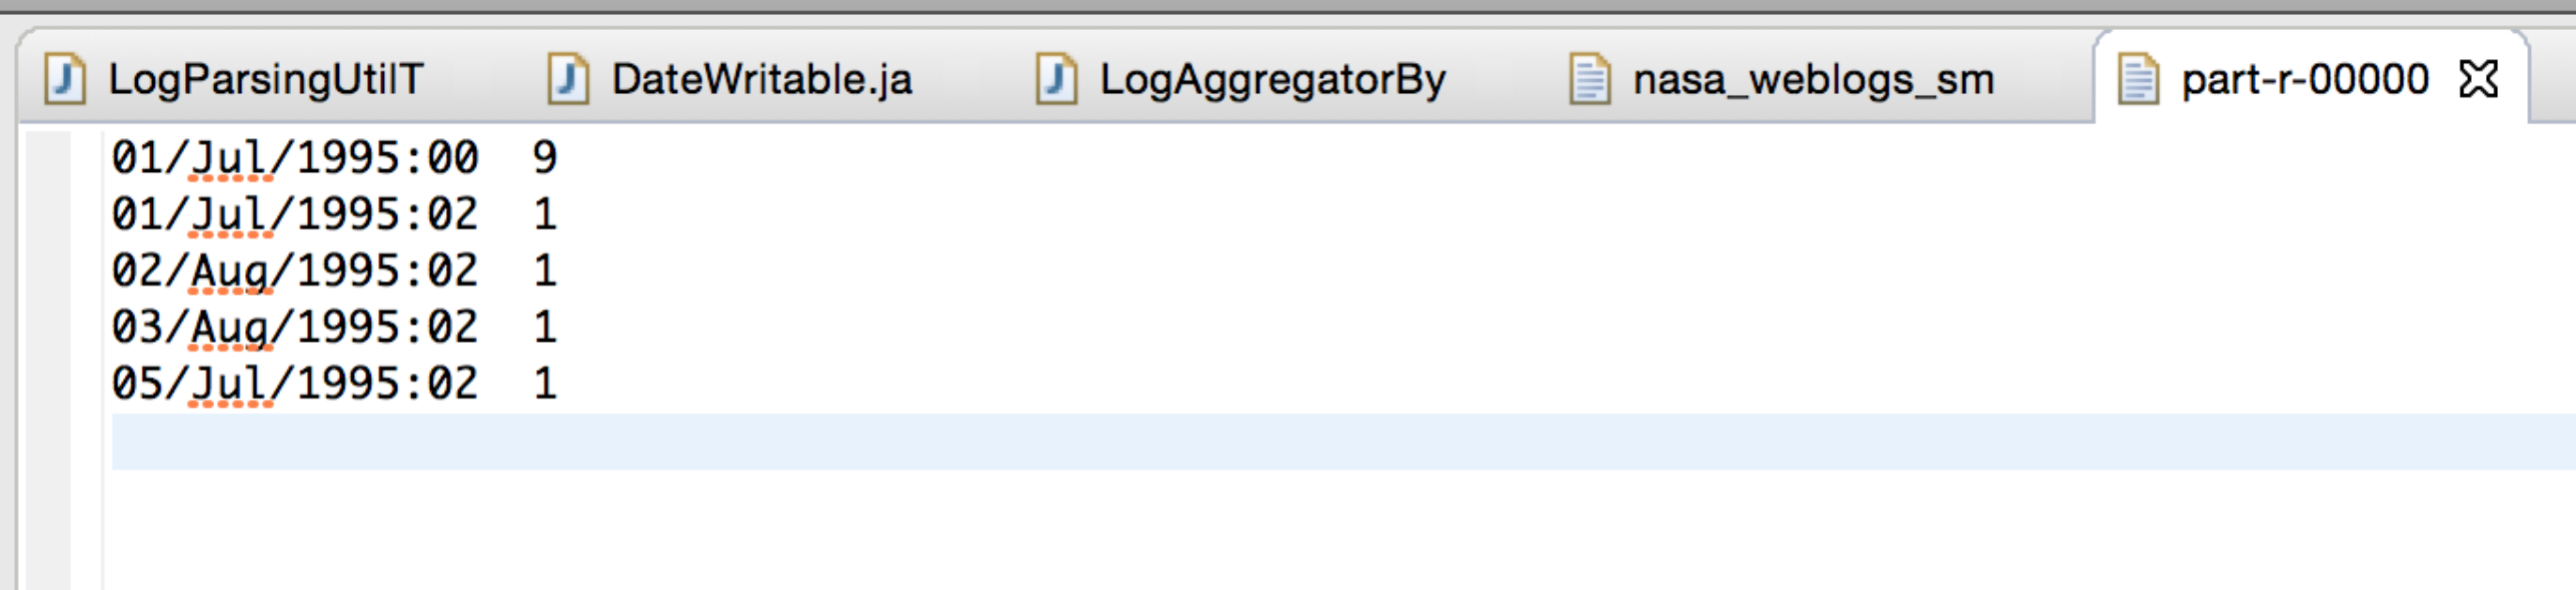 LogParsingUtilT DateWritable.ja LogAggregatorBy nasa_weblogs_sm part-r-00000
01/Jul/1995:00 9
01/Jul/1995:02 1
02/Aug/1995:02 1
03/Aug/1995:02 1
05/Jul/1995:02 1